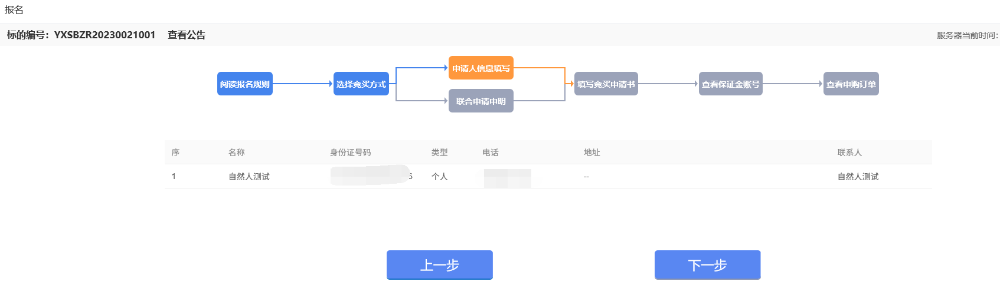 报名
标的编号：YXSBZR20230021001 查看公告 服务器当前时间：
阅读报名规则 选择竞买方式 申请人信息填写 填写竞买申请书 查看保证金账号 查看申购订单
联合申请申明
序 名称 身份证号码 类型 电话 地址 联系人
1 自然人测试 6 个人 -- 自然人测试
上一步 下一步